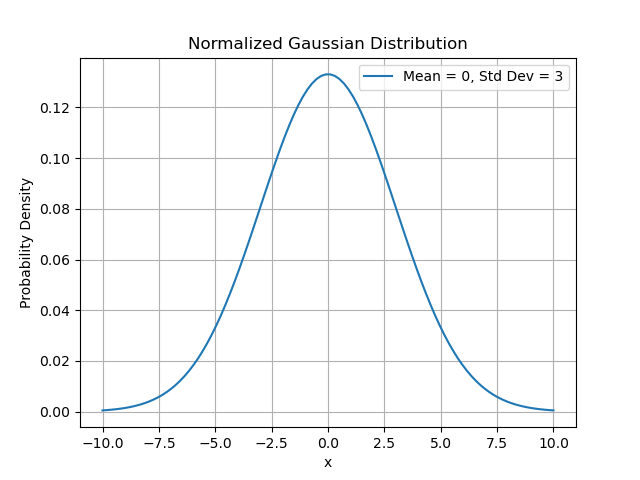 Normalized Gaussian Distribution
Mean = 0, Std Dev = 3
Probability Density
0.12
0.10
0.08
0.06
0.04
0.02
0.00
−10.0 −7.5 −5.0 −2.5 0.0 2.5 5.0 7.5 10.0
x